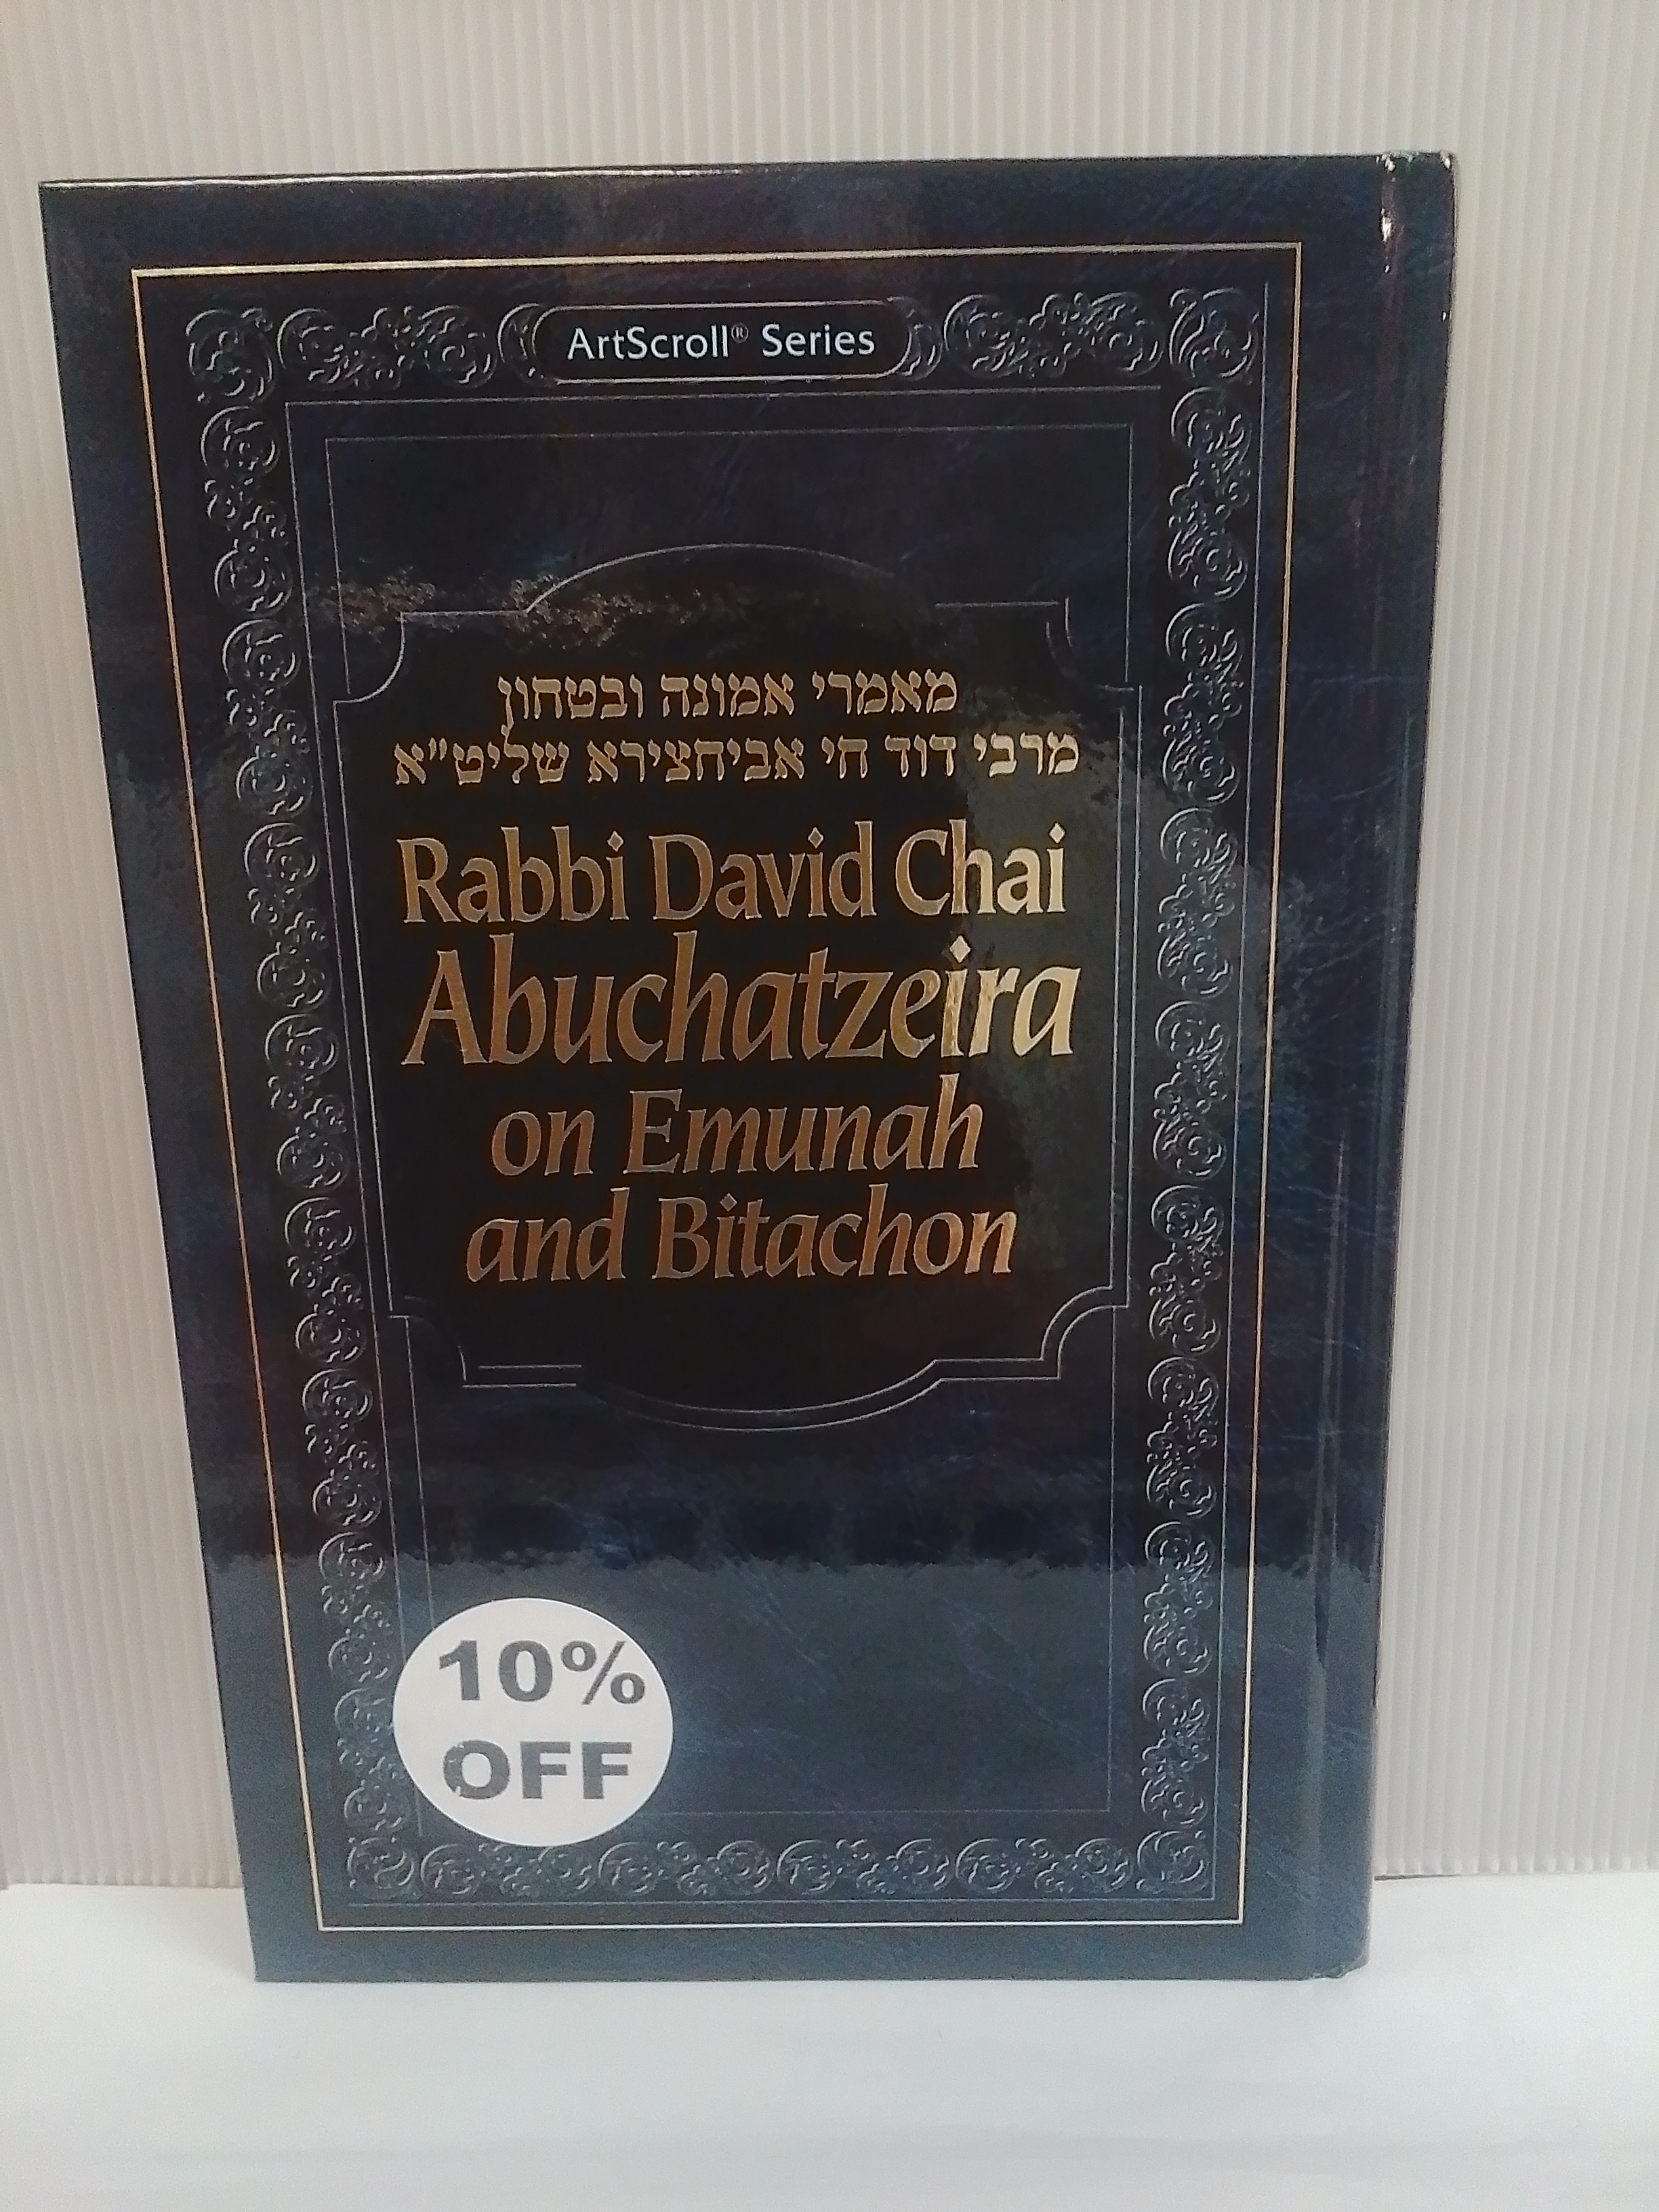 ArtScroll® Series
מאמרי אמונה ובטחון
מרבי דוד חי אביחצירא שליט"א
Rabbi David Chai
Abuchatzeira
on Emunah
and Bitachon
10%
OFF